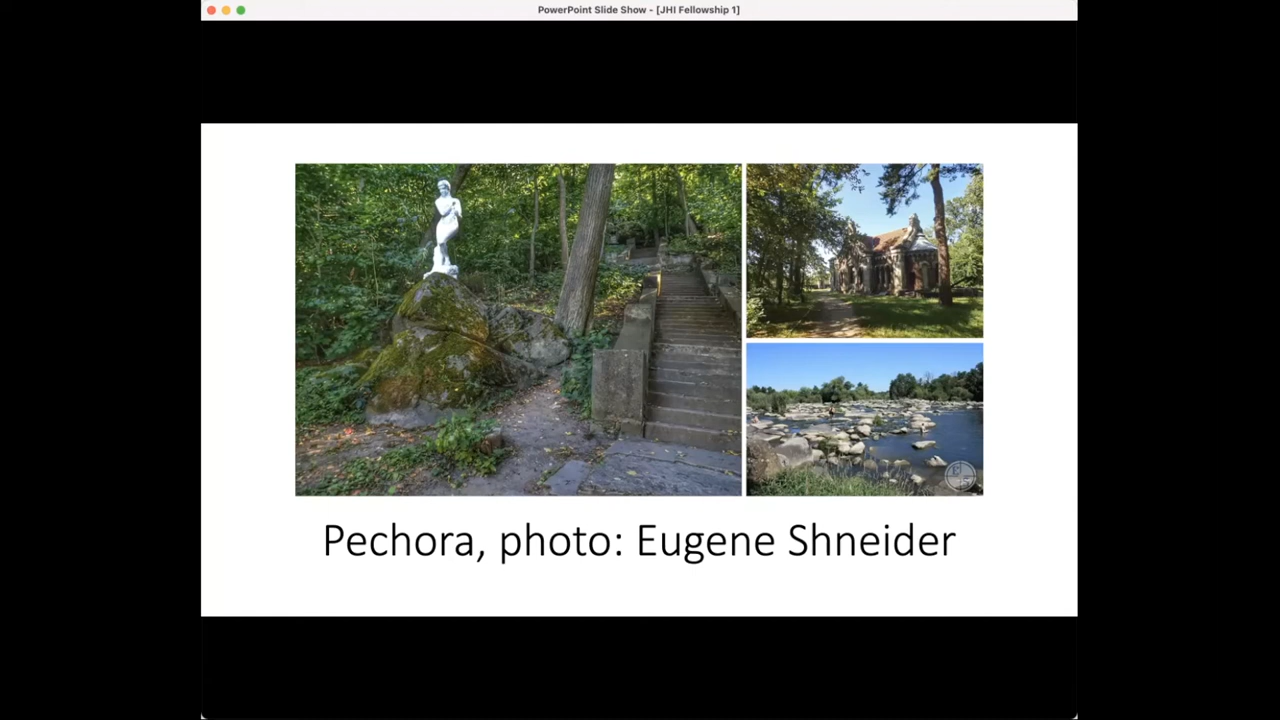 PowerPoint Slide Show - [JHI Fellowship 1]
Pechora, photo: Eugene Shneider